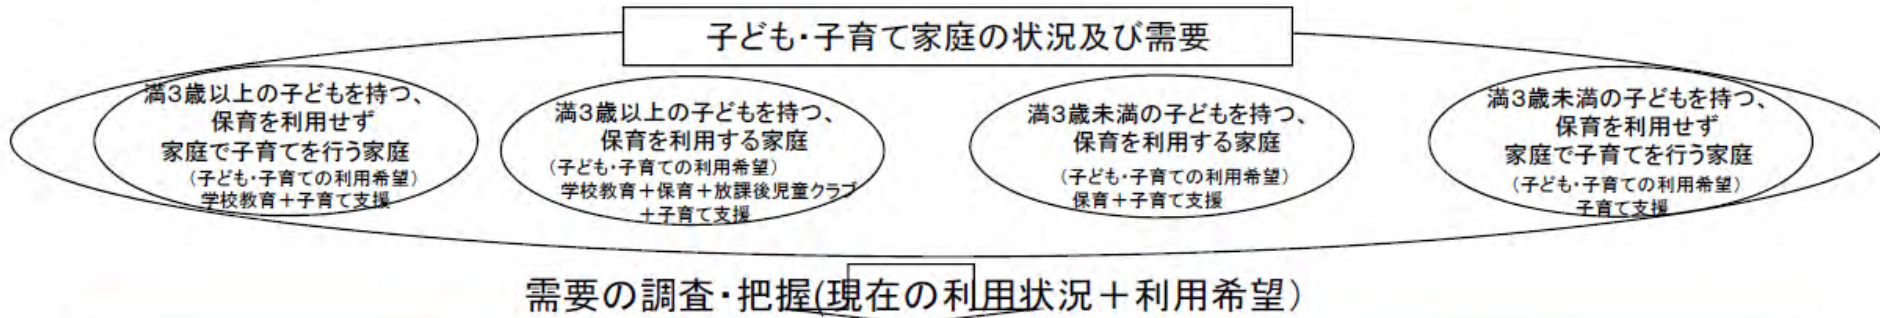 子ども・子育て家庭の状況及び需要
満3歳以上の子どもを持つ、
保育を利用せず
家庭で子育てを行う家庭
(子ども・子育ての利用希望)
学校教育+子育て支援
満3歳以上の子どもを持つ、
保育を利用する家庭
(子ども・子育ての利用希望)
学校教育+保育+放課後児童クラブ
+子育て支援
満3歳未満の子どもを持つ、
保育を利用する家庭
(子ども・子育ての利用希望)
保育+子育て支援
満3歳未満の子どもを持つ、
保育を利用せず
家庭で子育てを行う家庭
(子ども・子育ての利用希望)
子育て支援
需要の調査・把握(現在の利用状況+利用希望)